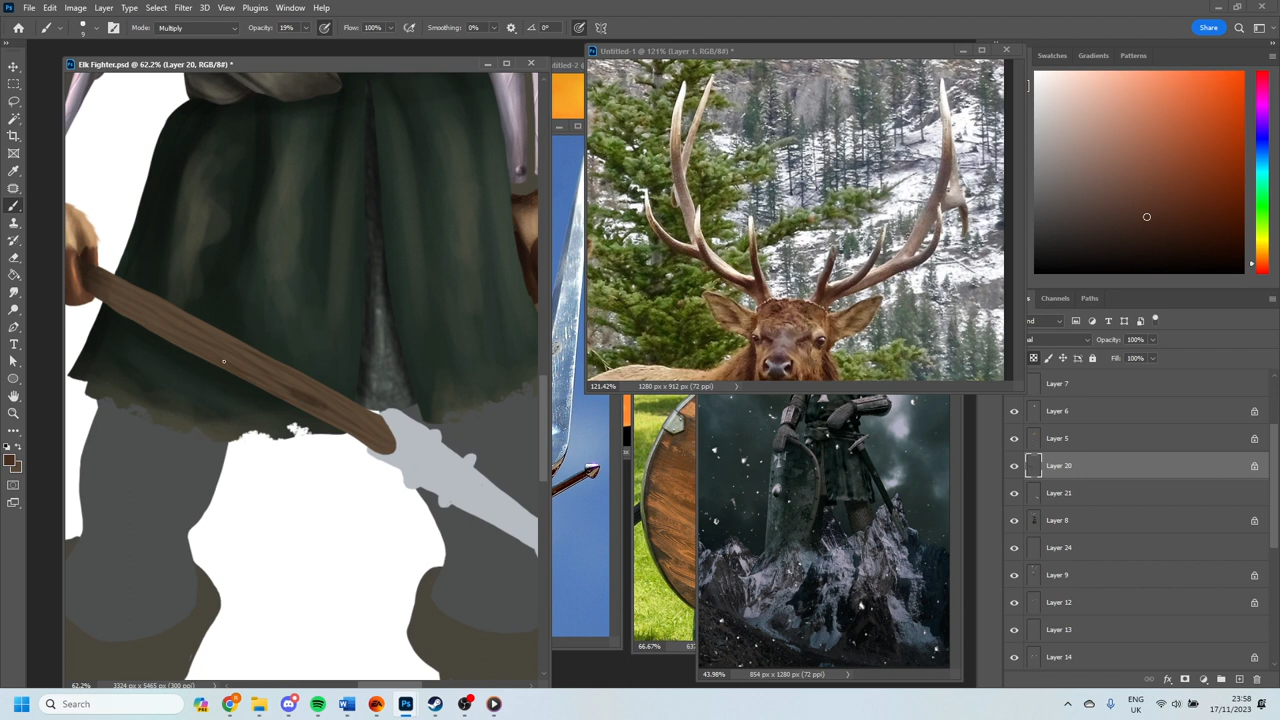 File Edit Image Layer Type Select Filter 3D View Plugins Window Help
9 Mode: Multiply Opacity: 19% Flow: 100% Smoothing: 0% 0° Share
Elk Fighter.psd @ 62.2% (Layer 20, RGB/8#) *
Untitled-1 @ 121% (Layer 1, RGB/8#) *
Swatches Gradients Patterns
Channels Paths
Opacity: 100%
Fill: 100%
Layer 7
Layer 6
Layer 5
Layer 20
Layer 21
Layer 8
Layer 24
Layer 9
Layer 12
Layer 13
Layer 14
121.42% 1280 px x 912 px (72 ppi)
66.67%
43.98% 854 px x 1280 px (72 ppi)
62.2% 3324 px x 5465 px (300 ppi)
Search
ENG
UK
23:58
17/11/2023